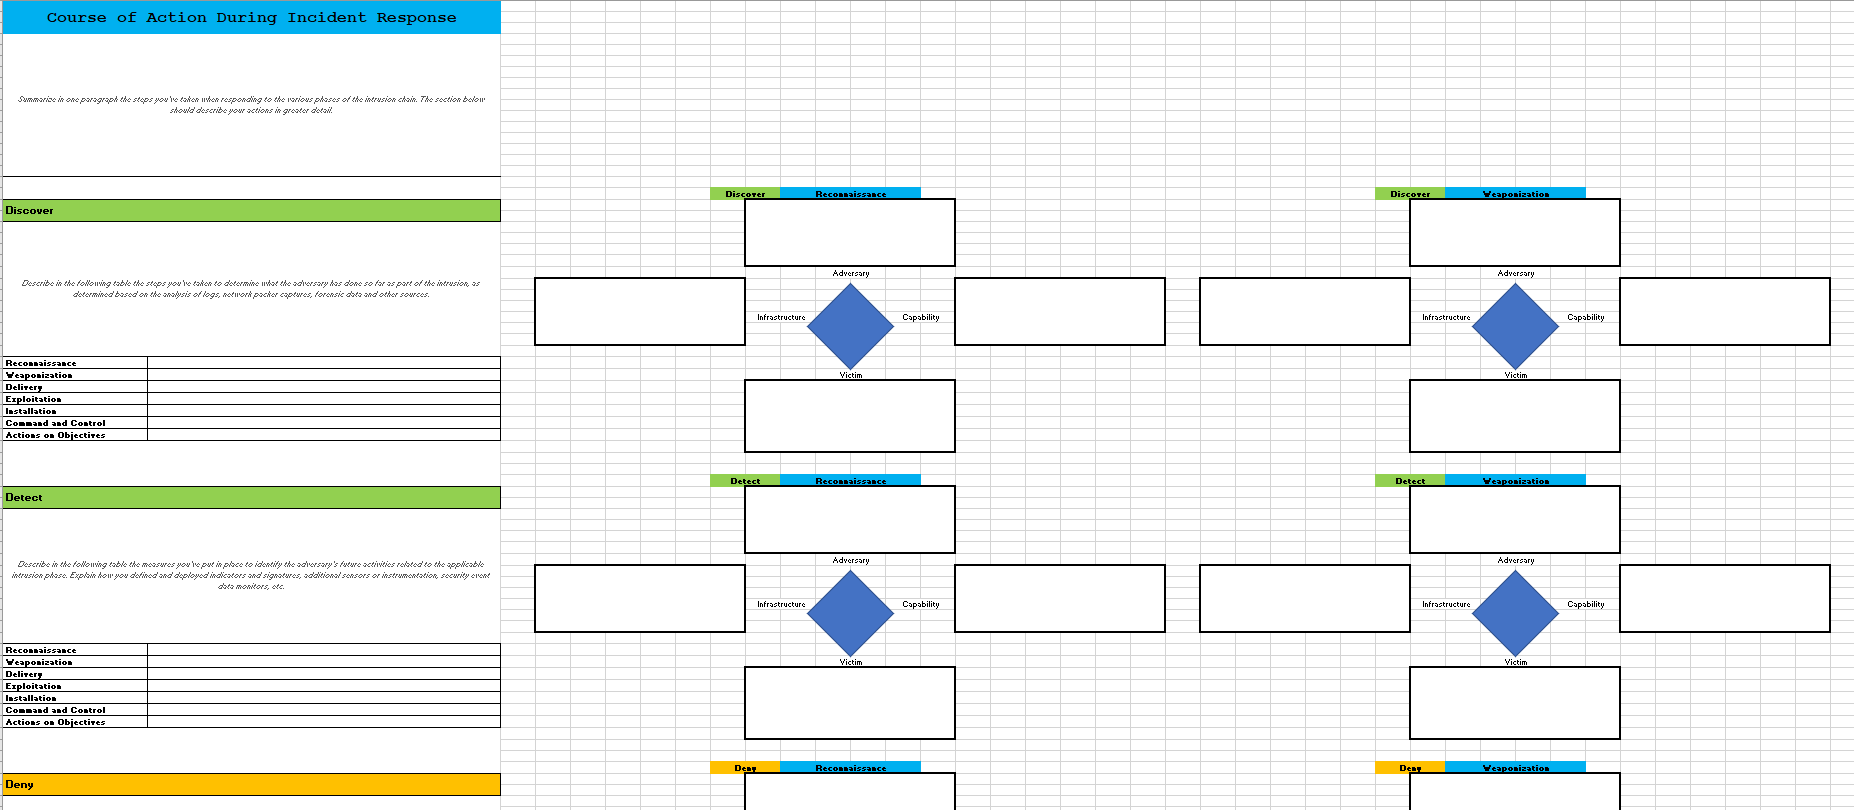 Course of Action During Incident Response
Summarize in one paragraph the steps you've taken when responding to the various phases of the intrusion chain. The section below
should describe your actions in greater detail.
Discover
Describe in the following table the steps you've taken to determine what the adversary has done so far as part of the intrusion, as
determined based on the analysis of logs, network packer captures, forensic data and other sources.
Reconnaissance
Weaponization
Delivery
Exploitation
Installation
Command and Control
Actions on Objectives
Detect
Describe in the following table the measures you've put in place to identify the adversary's future activities related to the applicable
intrusion phase. Explain how you defined and deployed indicators and signatures, additional sensors or instrumentation, security event
data monitors, etc.
Reconnaissance
Weaponization
Delivery
Exploitation
Installation
Command and Control
Actions on Objectives
Deny
Discover Reconnaissance
Adversary
Infrastructure Capability
Victim
Discover Weaponization
Adversary
Infrastructure Capability
Victim
Detect Reconnaissance
Adversary
Infrastructure Capability
Victim
Detect Weaponization
Adversary
Infrastructure Capability
Victim
Deny Reconnaissance
Deny Weaponization